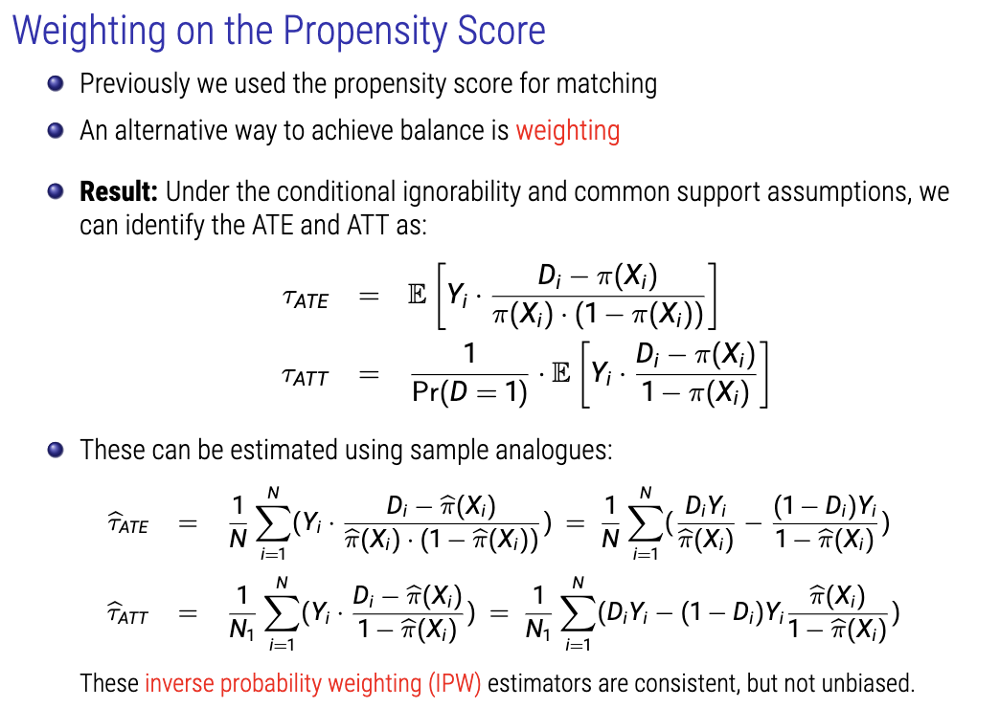 Weighting on the Propensity Score
Previously we used the propensity score for matching
An alternative way to achieve balance is weighting
Result: Under the conditional ignorability and common support assumptions, we
can identify the ATE and ATT as:
$\tau_{ATE} = \mathbb{E}\left[Y_i \cdot \frac{D_i - \pi(X_i)}{\pi(X_i) \cdot (1 - \pi(X_i))}\right]$
$\tau_{ATT} = \frac{1}{\Pr(D = 1)} \cdot \mathbb{E}\left[Y_i \cdot \frac{D_i - \pi(X_i)}{1 - \pi(X_i)}\right]$
These can be estimated using sample analogues:
$\widehat{\tau}_{ATE} = \frac{1}{N} \sum_{i=1}^{N} (Y_i \cdot \frac{D_i - \widehat{\pi}(X_i)}{\widehat{\pi}(X_i) \cdot (1 - \widehat{\pi}(X_i))}) = \frac{1}{N} \sum_{i=1}^{N} (\frac{D_i Y_i}{\widehat{\pi}(X_i)} - \frac{(1 - D_i) Y_i}{1 - \widehat{\pi}(X_i)})$
$\widehat{\tau}_{ATT} = \frac{1}{N_1} \sum_{i=1}^{N} (Y_i \cdot \frac{D_i - \widehat{\pi}(X_i)}{1 - \widehat{\pi}(X_i)}) = \frac{1}{N_1} \sum_{i=1}^{N} (D_i Y_i - (1 - D_i) Y_i \frac{\widehat{\pi}(X_i)}{1 - \widehat{\pi}(X_i)})$
These inverse probability weighting (IPW) estimators are consistent, but not unbiased.